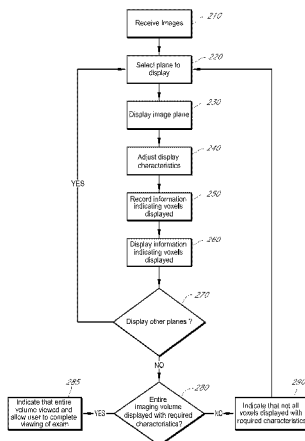 210
Receive Images
220
Select plane to
display
230
Display image plane
240
Adjust display
characteristics
YES
250
Record information
indicating voxels
displayed
260
Display information
indicating voxels
displayed
270
Display other planes ?
NO
285
Indicate that entire
volume viewed and
allow user to complete
viewing of exam
YES
280
Entire
imaging volume
displayed with required
characteristics?
NO
290
Indicate that not all
voxels displayed with
required characteristics